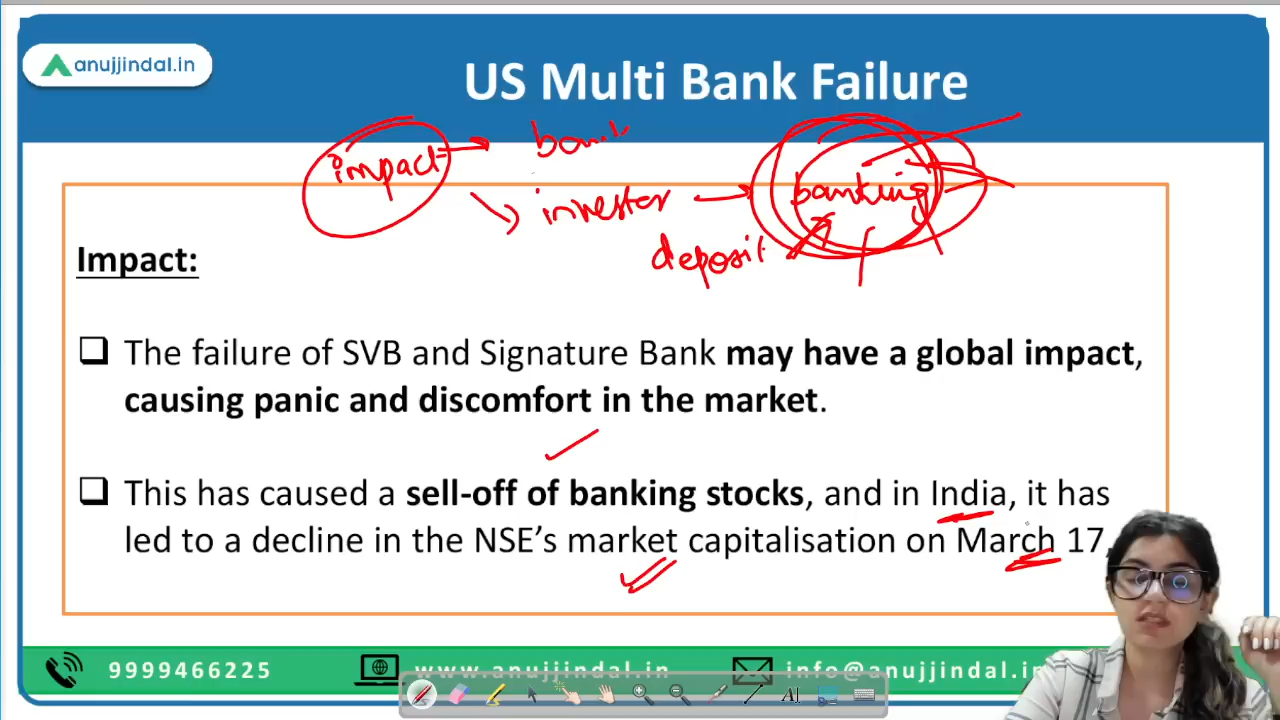 anujjindal.in
US Multi Bank Failure
impact → bank
investor → banking
deposit
Impact:
❑ The failure of SVB and Signature Bank may have a global impact,
causing panic and discomfort in the market.
❑ This has caused a sell-off of banking stocks, and in India, it has
led to a decline in the NSE’s market capitalisation on March 17,
9999466225
www.anujjindal.in
info@anujjindal.in
AI